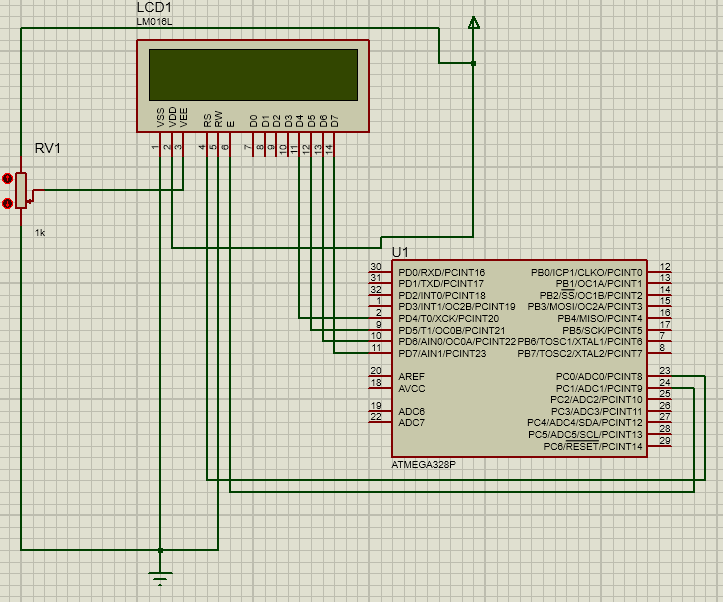 LCD1
LM016L
VSS VDD VEE RS RW E D0 D1 D2 D3 D4 D5 D6 D7
1 2 3 4 5 6 7 8 9 10 11 12 13 14
RV1
1k
U1
30 PD0/RXD/PCINT16 PB0/ICP1/CLKO/PCINT0 12
31 PD1/TXD/PCINT17 PB1/OC1A/PCINT1 13
32 PD2/INT0/PCINT18 PB2/SS/OC1B/PCINT2 14
1 PD3/INT1/OC2B/PCINT19 PB3/MOSI/OC2A/PCINT3 15
2 PD4/T0/XCK/PCINT20 PB4/MISO/PCINT4 16
9 PD5/T1/OC0B/PCINT21 PB5/SCK/PCINT5 17
10 PD6/AIN0/OC0A/PCINT22 PB6/TOSC1/XTAL1/PCINT6 7
11 PD7/AIN1/PCINT23 PB7/TOSC2/XTAL2/PCINT7 8
20 AREF PC0/ADC0/PCINT8 23
18 AVCC PC1/ADC1/PCINT9 24
PC2/ADC2/PCINT10 25
19 ADC6 PC3/ADC3/PCINT11 26
22 ADC7 PC4/ADC4/SDA/PCINT12 27
PC5/ADC5/SCL/PCINT13 28
PC6/RESET/PCINT14 29
ATMEGA328P